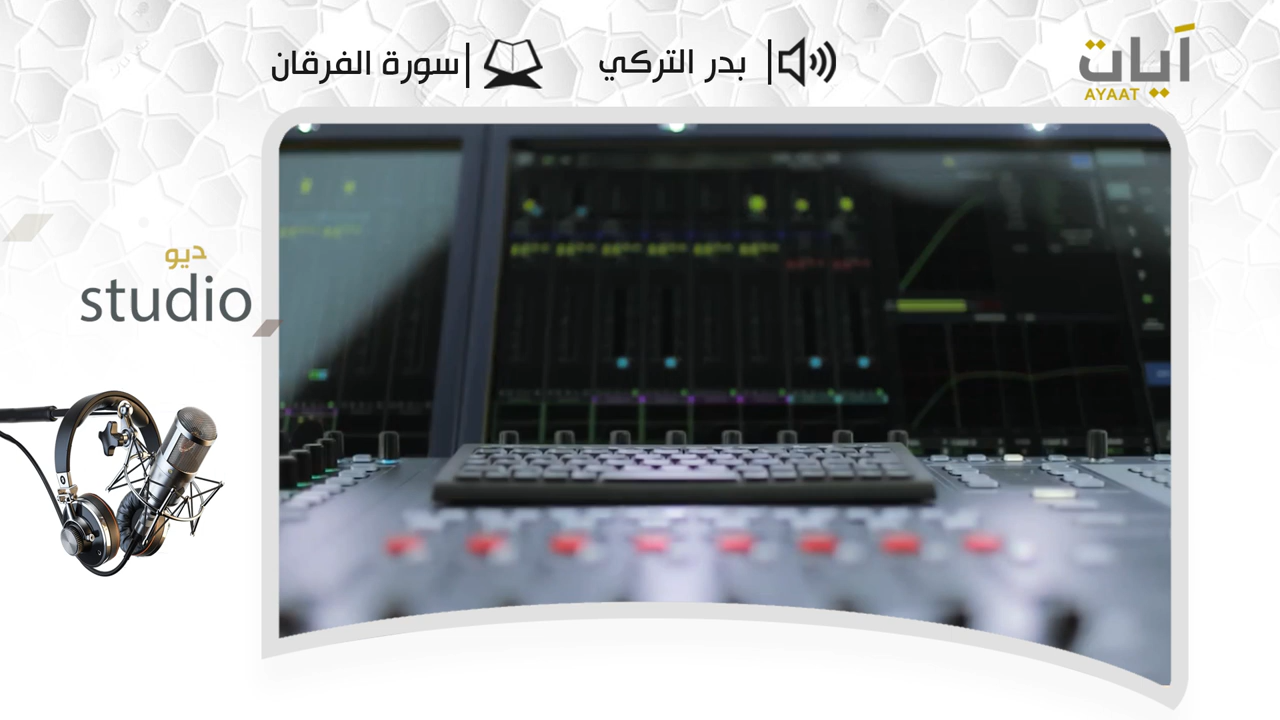 آيات
AYAAT
بدر التركي
سورة الفرقان
ديو
studio